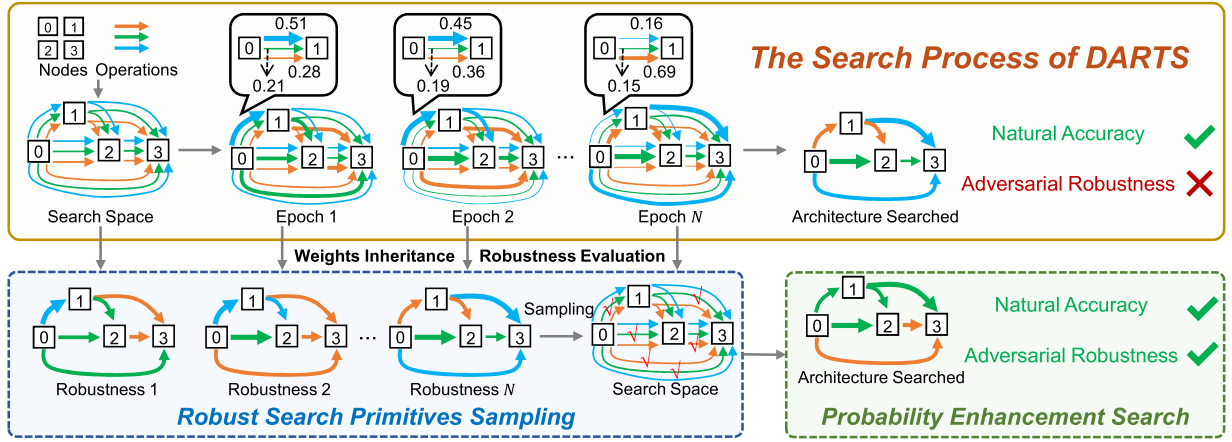 0 1
2 3
Nodes Operations
0 1 2 3
Search Space
0.51
0 1
0.28
0.21
0 1 2 3
Epoch 1
0.45
0 1
0.36
0.19
0 1 2 3
Epoch 2
...
0.16
0 1
0.69
0.15
0 1 2 3
Epoch N
The Search Process of DARTS
0 1 2 3
Architecture Searched
Natural Accuracy
Adversarial Robustness
Weights Inheritance
Robustness Evaluation
0 1 2 3
Robustness 1
0 1 2 3
Robustness 2
...
0 1 2 3
Robustness N
Sampling
0 1 2 3
Search Space
Robust Search Primitives Sampling
0 1 2 3
Architecture Searched
Natural Accuracy
Adversarial Robustness
Probability Enhancement Search